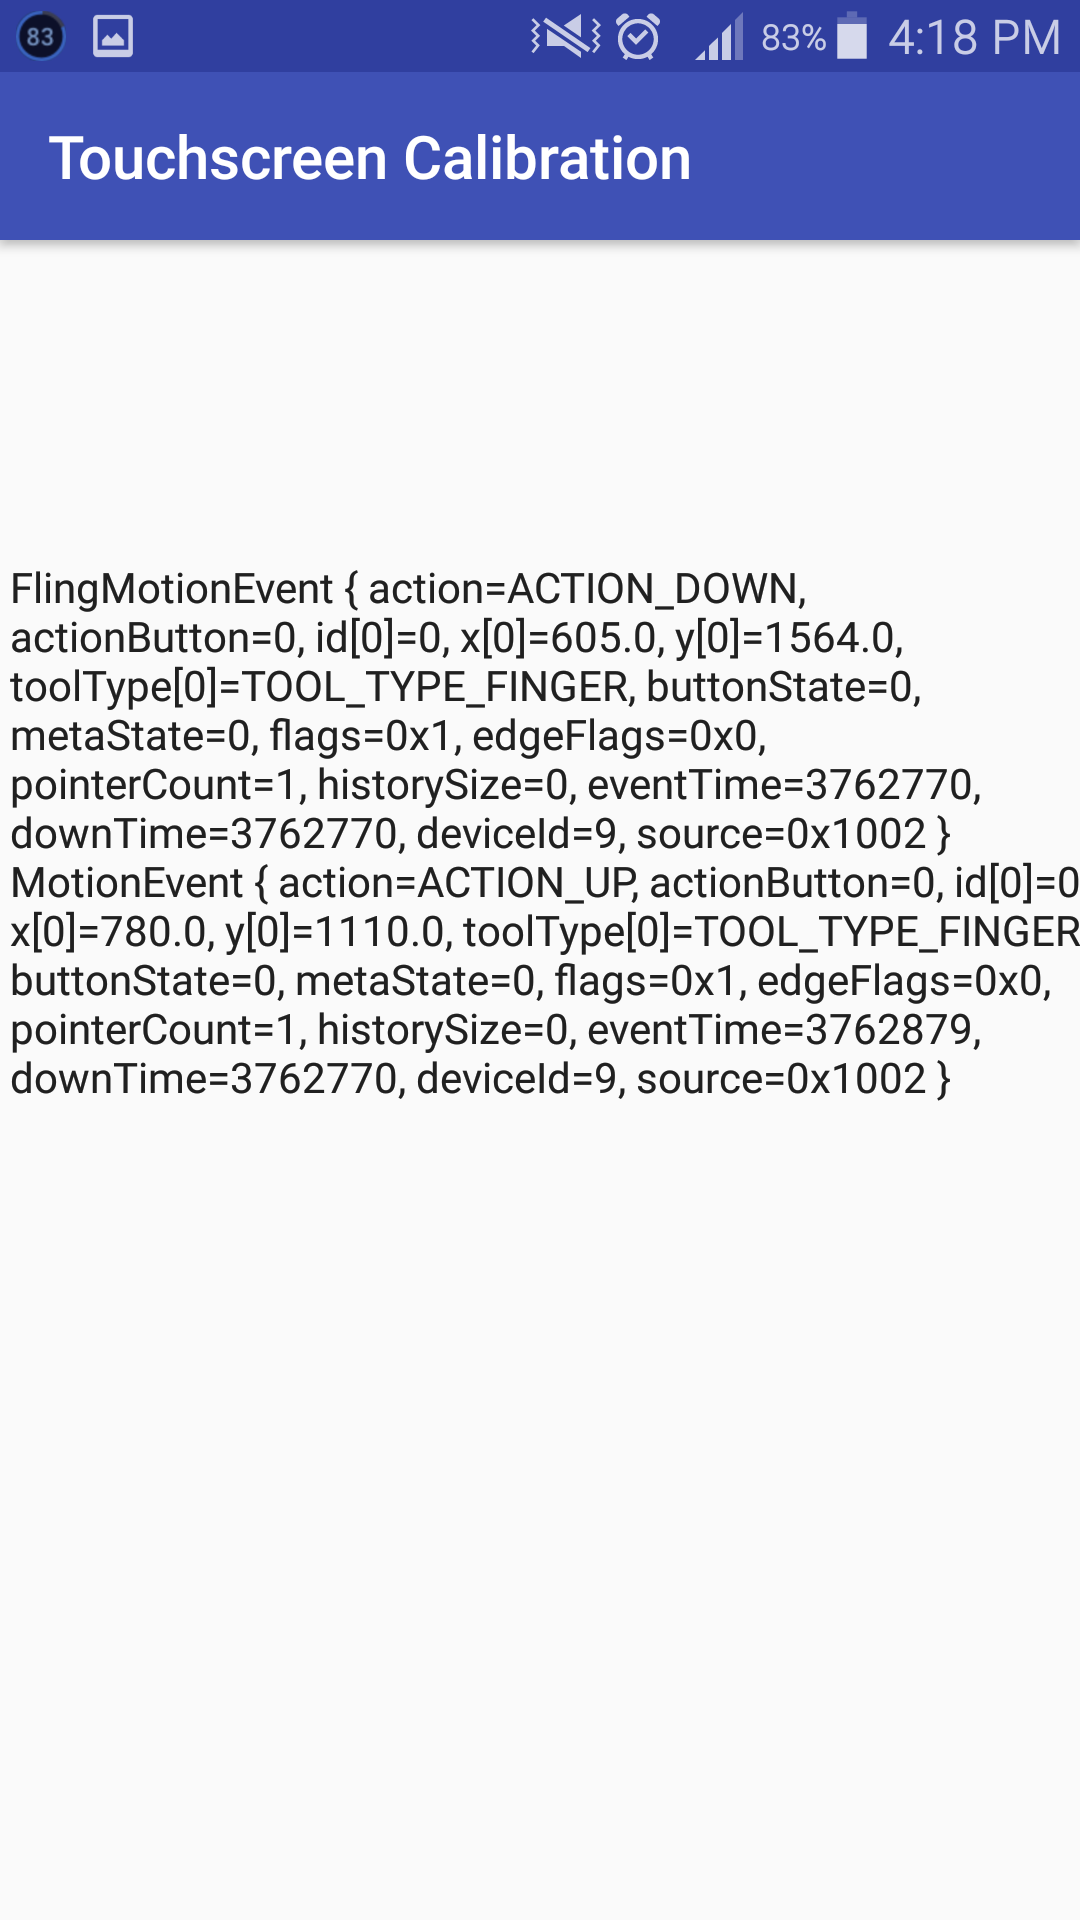 83
83%
4:18 PM
Touchscreen Calibration
FlingMotionEvent { action=ACTION_DOWN,
actionButton=0, id[0]=0, x[0]=605.0, y[0]=1564.0,
toolType[0]=TOOL_TYPE_FINGER, buttonState=0,
metaState=0, flags=0x1, edgeFlags=0x0,
pointerCount=1, historySize=0, eventTime=3762770,
downTime=3762770, deviceId=9, source=0x1002 }
MotionEvent { action=ACTION_UP, actionButton=0, id[0]=0
x[0]=780.0, y[0]=1110.0, toolType[0]=TOOL_TYPE_FINGER
buttonState=0, metaState=0, flags=0x1, edgeFlags=0x0,
pointerCount=1, historySize=0, eventTime=3762879,
downTime=3762770, deviceId=9, source=0x1002 }